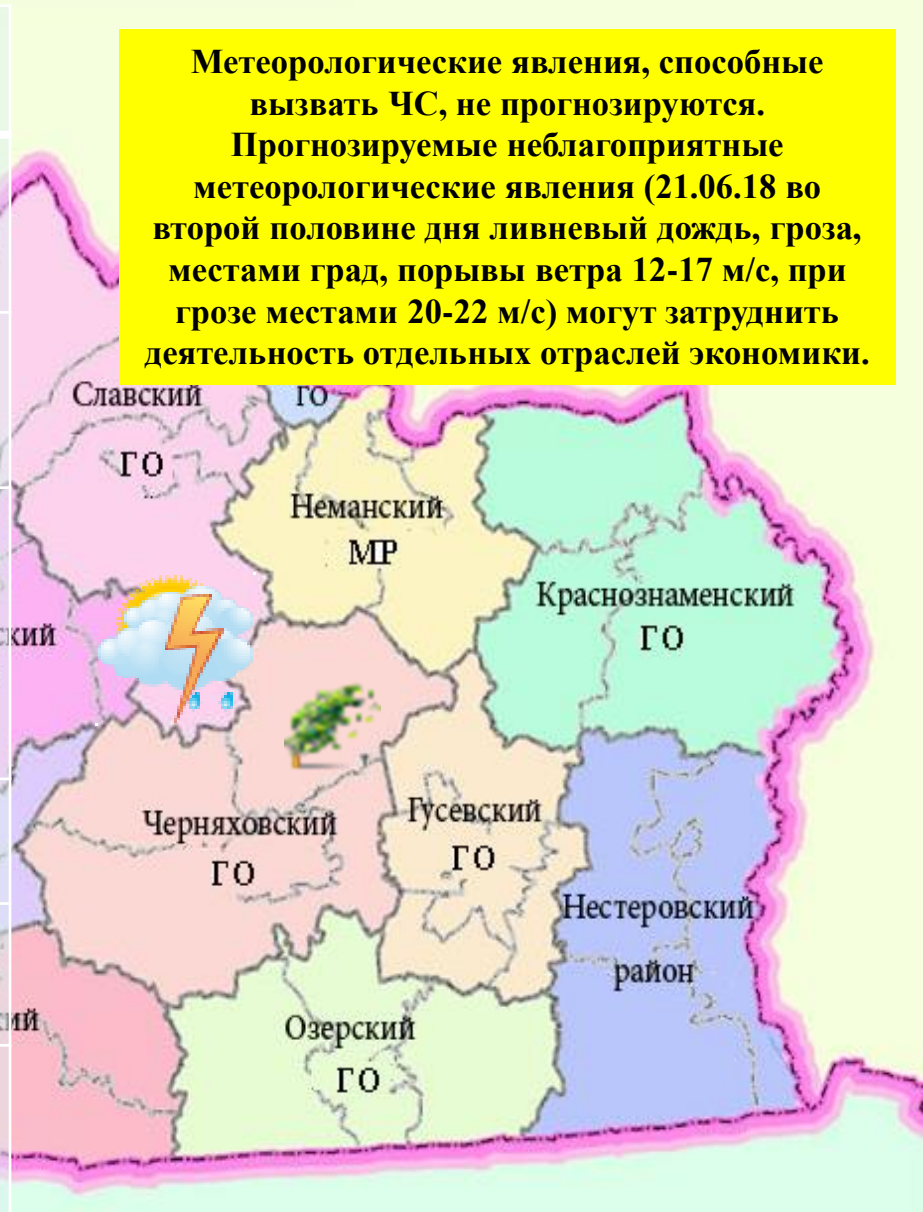 Метеорологические явления, способные
вызвать ЧС, не прогнозируются.
Прогнозируемые неблагоприятные
метеорологические явления (21.06.18 во
второй половине дня ливневый дождь, гроза,
местами град, порывы ветра 12-17 м/с, при
грозе местами 20-22 м/с) могут затруднить
деятельность отдельных отраслей экономики.
Славский
ГО
ГО
Неманский
МР
Краснознаменский
ГО
ский
Черняховский
ГО
Гусевский
ГО
Нестеровский
район
ий
Озерский
ГО